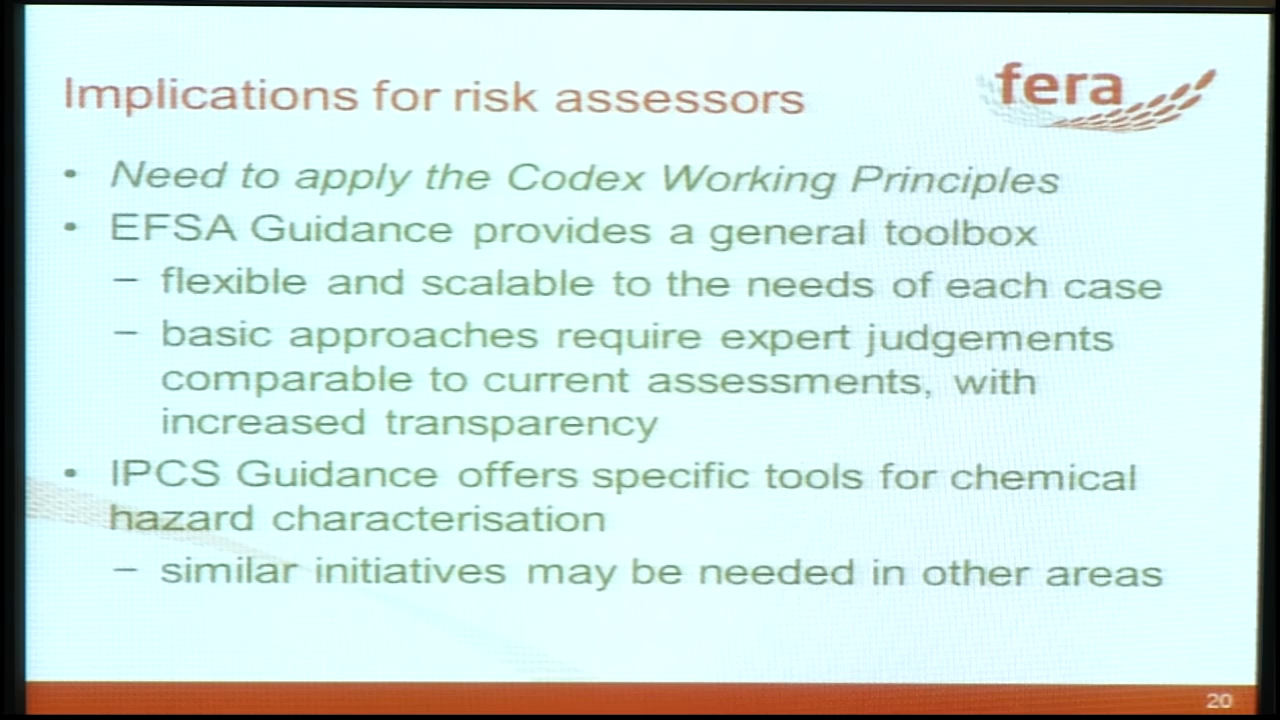 Implications for risk assessors
fera
• Need to apply the Codex Working Principles
• EFSA Guidance provides a general toolbox
– flexible and scalable to the needs of each case
– basic approaches require expert judgements
comparable to current assessments, with
increased transparency
• IPCS Guidance offers specific tools for chemical
hazard characterisation
– similar initiatives may be needed in other areas
20